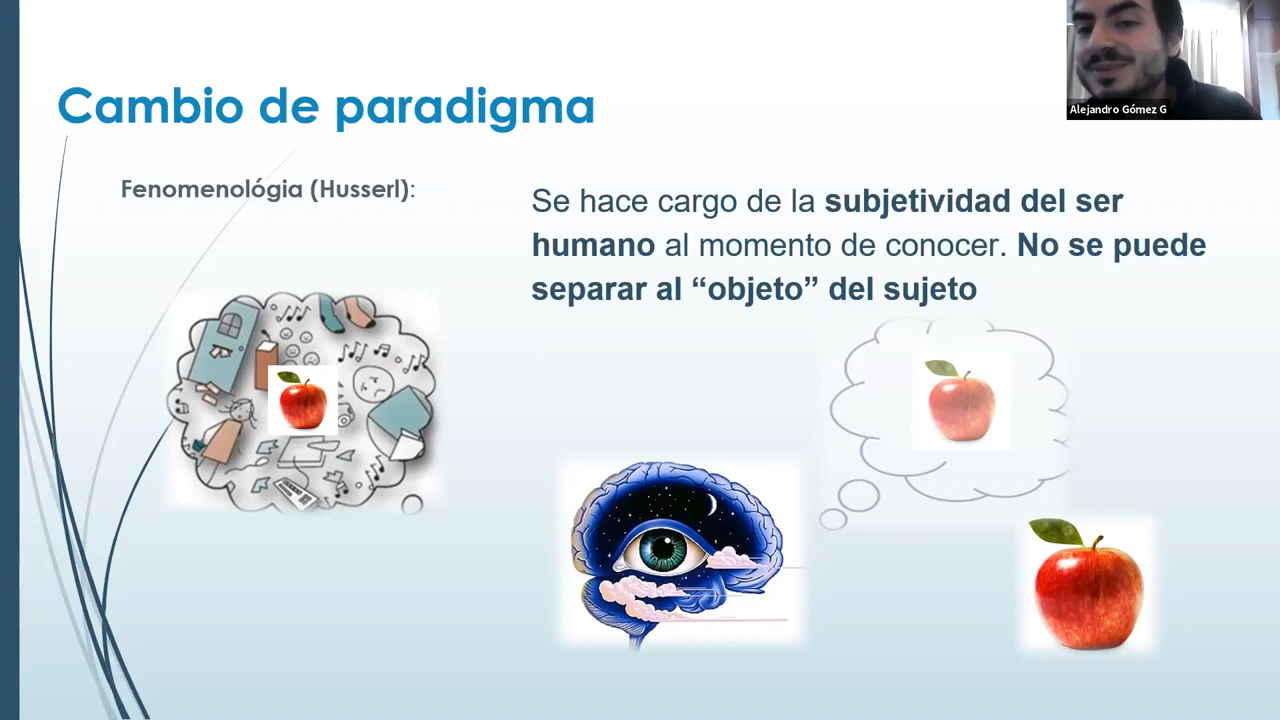 Cambio de paradigma
Alejandro Gómez G
Fenomenológia (Husserl):
Se hace cargo de la subjetividad del ser
humano al momento de conocer. No se puede
separar al “objeto” del sujeto